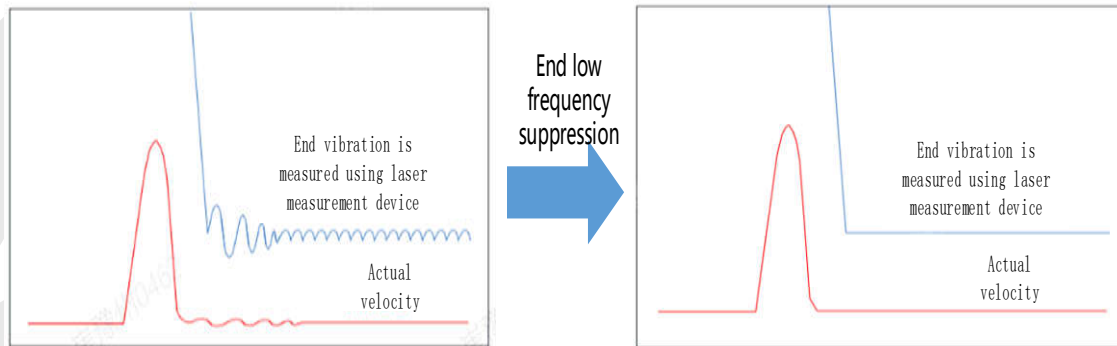 End vibration is
measured using laser
measurement device
Actual
velocity
End low
frequency
suppression
End vibration is
measured using laser
measurement device
Actual
velocity